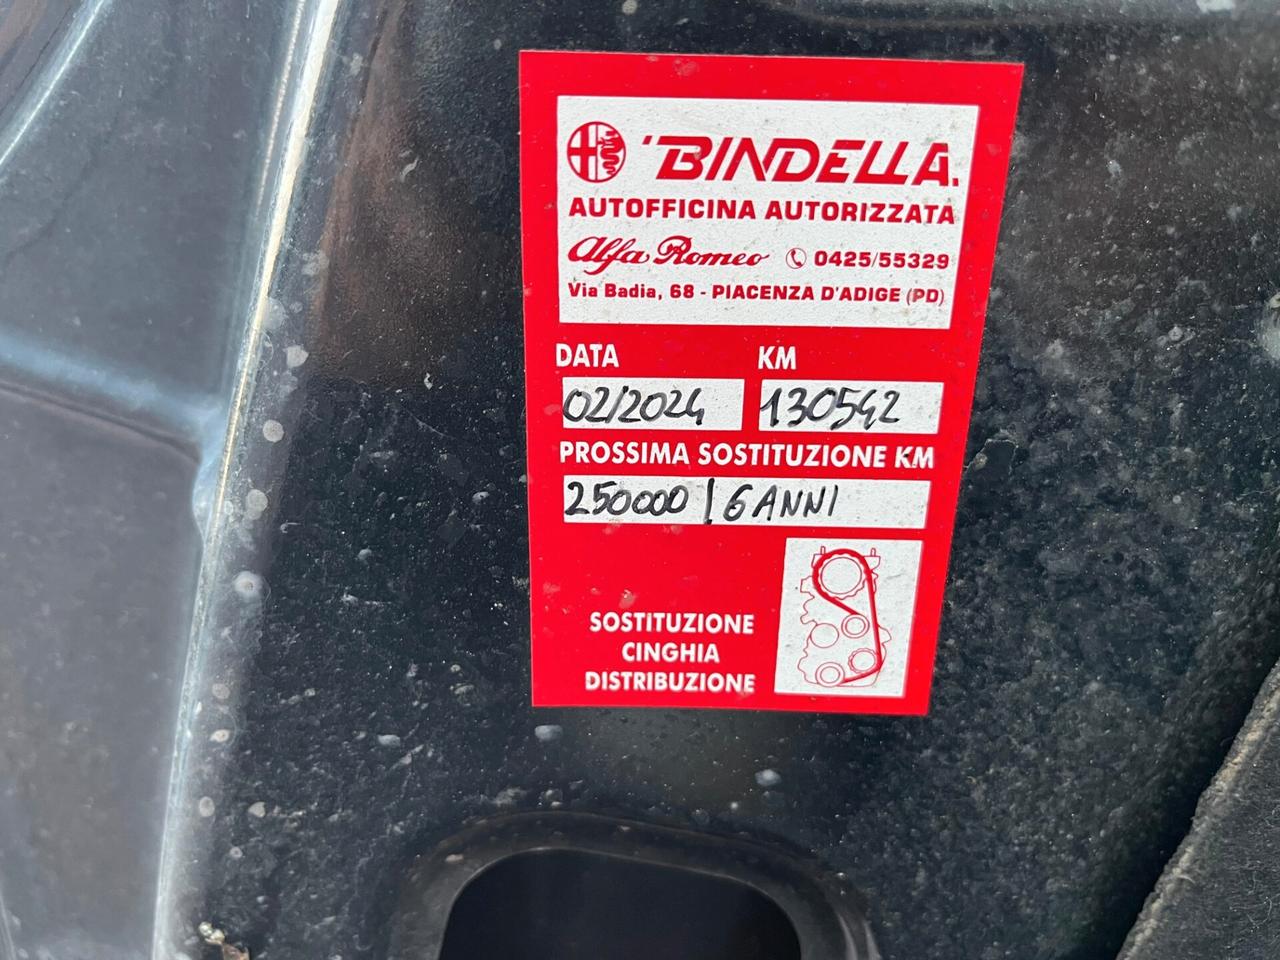 'BINDELLA.
AUTOFFICINA AUTORIZZATA
Alfa Romeo 0425/55329
Via Badia, 68 - PIACENZA D'ADIGE (PD)
DATA KM
02/2024 130542
PROSSIMA SOSTITUZIONE KM
250000 / 6 ANNI
SOSTITUZIONE
CINGHIA
DISTRIBUZIONE